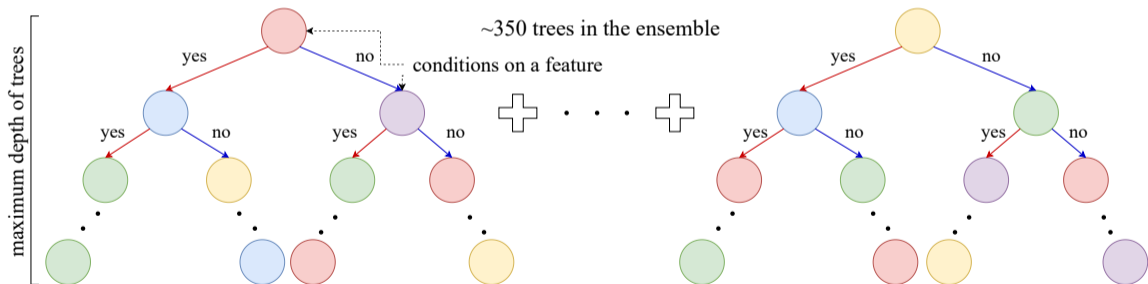 maximum depth of trees
~350 trees in the ensemble
conditions on a feature
yes
no
yes
no
yes
no
yes
no
yes
no
yes
no